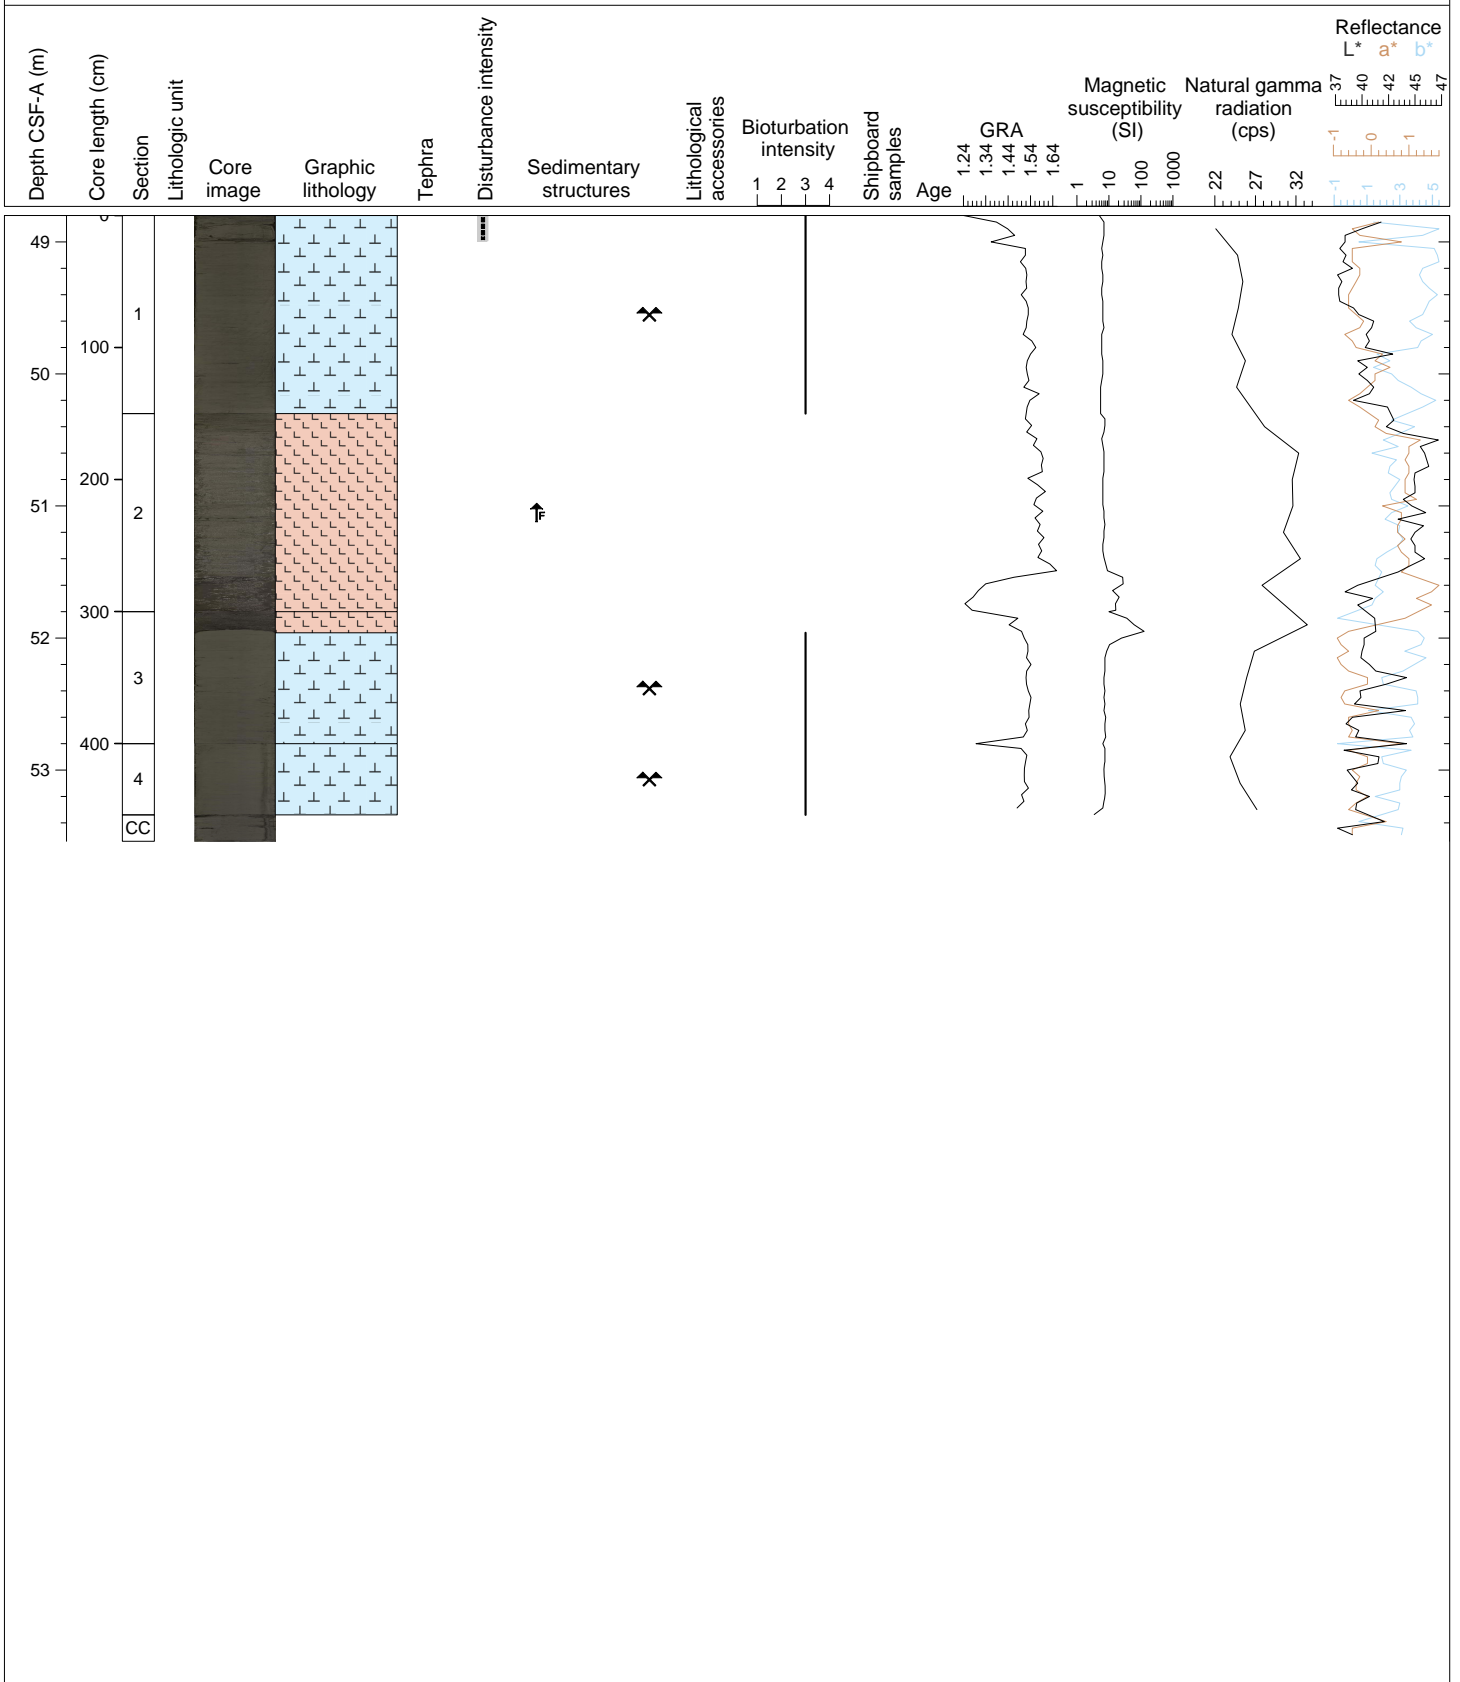 Depth CSF-A (m)
Core length (cm)
Section
Lithologic unit
Core
image
Graphic
lithology
Tephra
Disturbance intensity
Sedimentary
structures
Lithological
accessories
Bioturbation
intensity
1 2 3 4
Shipboard
samples
Age
GRA
1.24 1.34 1.44 1.54 1.64
Magnetic
susceptibility
(SI)
1 10 100 1000
Natural gamma
radiation
(cps)
22 27 32
Reflectance
L* a* b*
37 40 42 45 47
-1 0 1
-1 1 3 5
0
49
1
100
50
200
51
2
F
300
52
3
400
53
4
CC